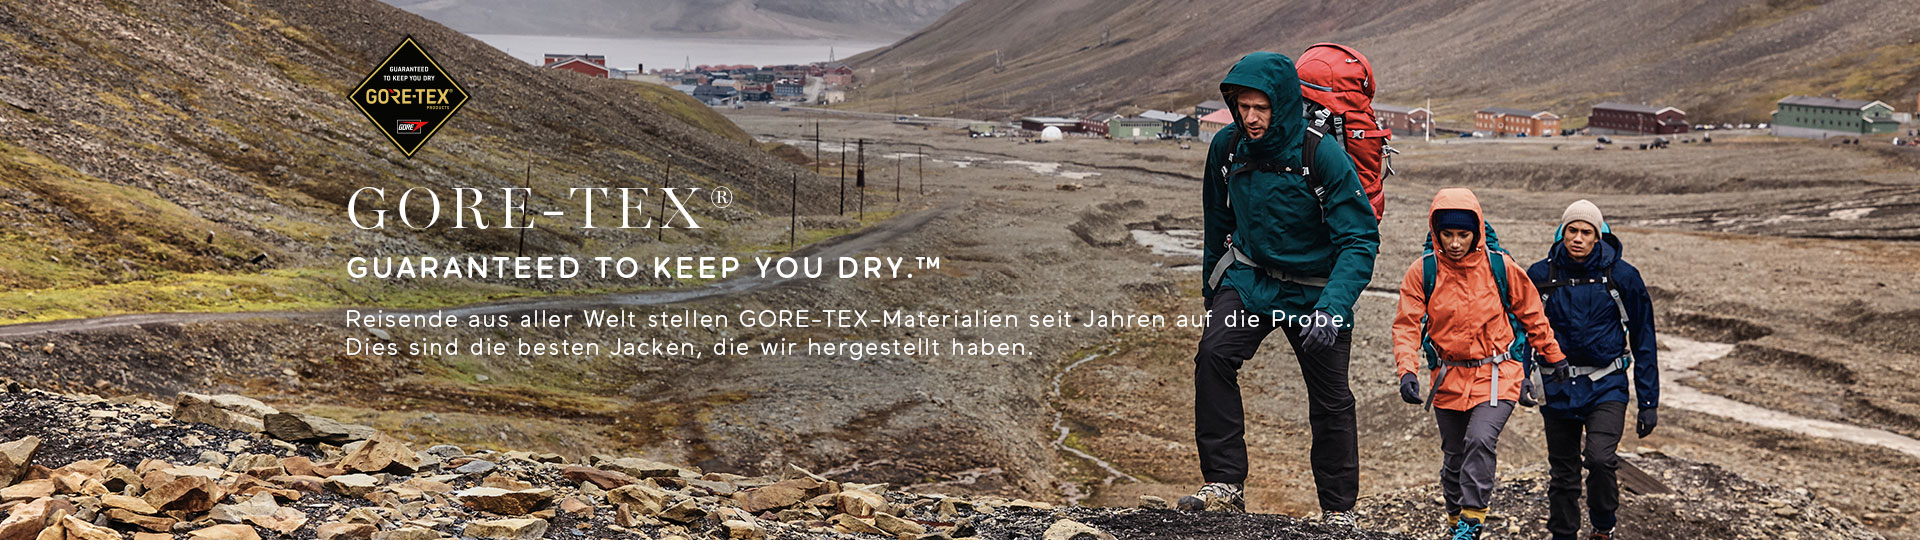 GUARANTEED
TO KEEP YOU DRY
GORE-TEX®
PRODUCTS
GORE
GORE-TEX®
GUARANTEED TO KEEP YOU DRY.™
Reisende aus aller Welt stellen GORE-TEX-Materialien seit Jahren auf die Probe.
Dies sind die besten Jacken, die wir hergestellt haben.